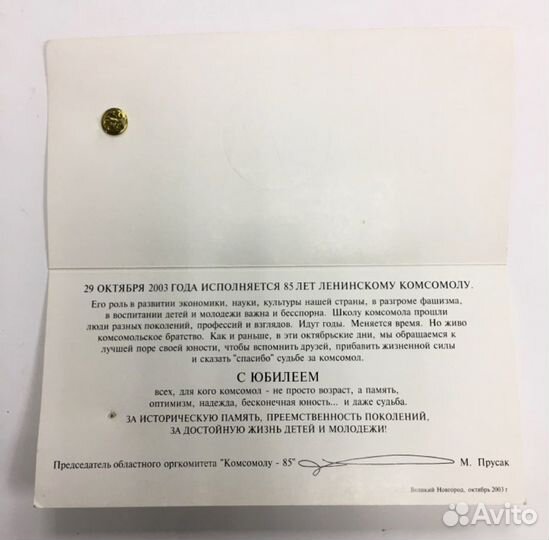 29 ОКТЯБРЯ 2003 ГОДА ИСПОЛНЯЕТСЯ 85 ЛЕТ ЛЕНИНСКОМУ КОМСОМОЛУ.
Его роль в развитии экономики, науки, культуры нашей страны, в разгроме фашизма,
в воспитании детей и молодежи важна и бесспорна. Школу комсомола прошли
люди разных поколений, профессий и взглядов. Идут годы. Меняется время. Но живо
комсомольское братство. Как и раньше, в эти октябрьские дни, мы обращаемся к
лучшей поре своей юности, чтобы вспомнить друзей, прибавить жизненной силы
и сказать "спасибо" судьбе за комсомол.
С ЮБИЛЕЕМ
всех, для кого комсомол - не просто возраст, а память,
оптимизм, надежда, бесконечная юность... и даже судьба.
ЗА ИСТОРИЧЕСКУЮ ПАМЯТЬ, ПРЕЕМСТВЕННОСТЬ ПОКОЛЕНИЙ,
ЗА ДОСТОЙНУЮ ЖИЗНЬ ДЕТЕЙ И МОЛОДЕЖИ!
Председатель областного оргкомитета "Комсомолу - 85" М. Прусак
Великий Новгород, октябрь 2003 г
Avito